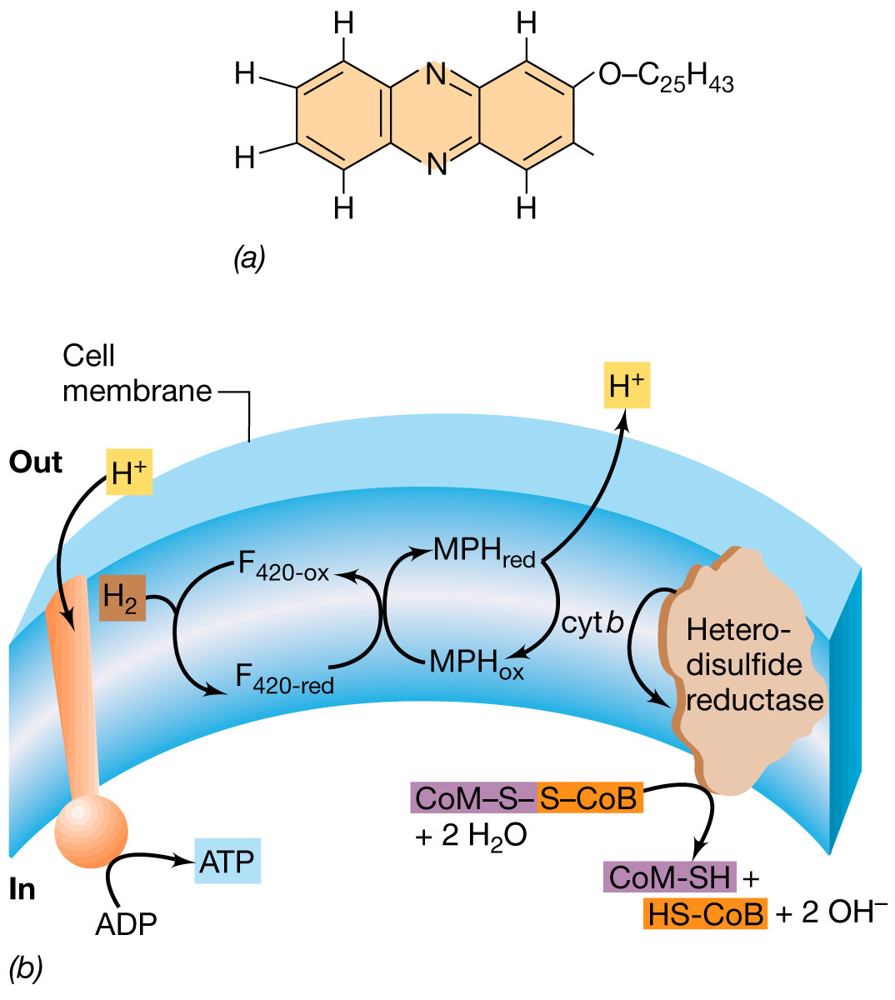 H H
H N O–C25H43
H N
H H
(a)
Cell
membrane
H+
Out
H+
MPHred
F420-ox
H2
cyt b
Hetero-
disulfide
reductase
MPHox
F420-red
CoM–S–S–CoB
+ 2 H2O
ATP
CoM-SH +
In
HS-CoB + 2 OH–
ADP
(b)